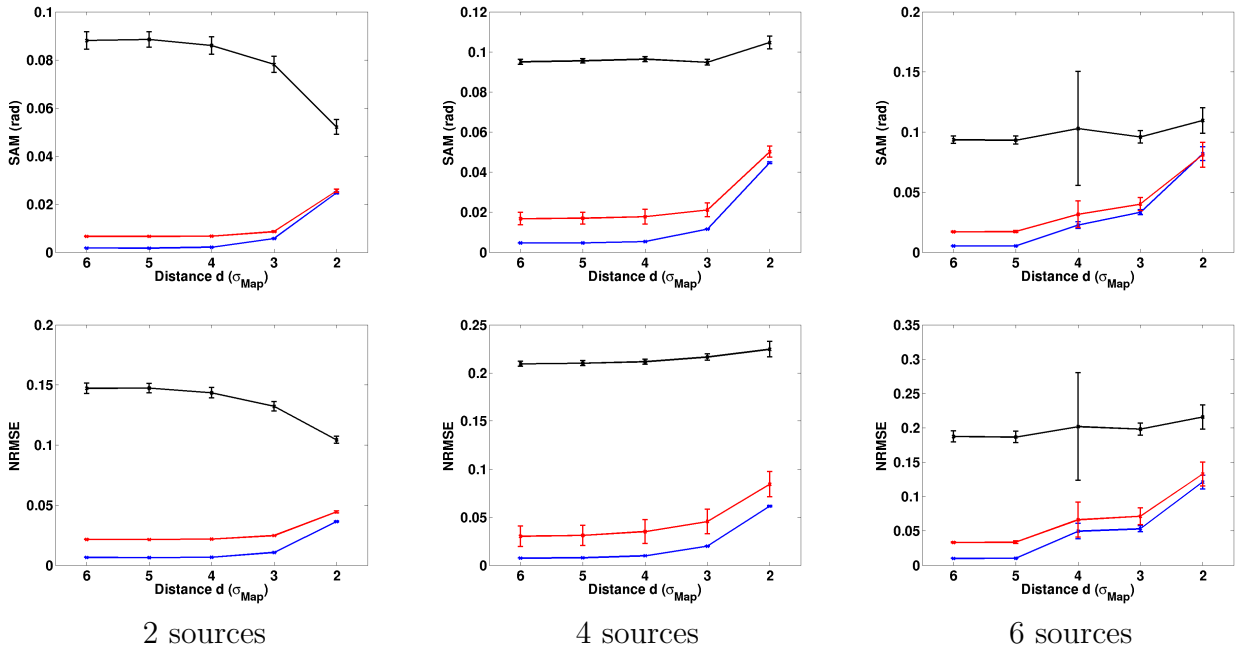 0.1
0.08
0.06
0.04
0.02
0
SAM (rad)
6 5 4 3 2
Distance d (σMap)
0.12
0.1
0.08
0.06
0.04
0.02
0
SAM (rad)
6 5 4 3 2
Distance d (σMap)
0.2
0.15
0.1
0.05
0
SAM (rad)
6 5 4 3 2
Distance d (σMap)
0.2
0.15
0.1
0.05
0
NRMSE
6 5 4 3 2
Distance d (σMap)
0.25
0.2
0.15
0.1
0.05
0
NRMSE
6 5 4 3 2
Distance d (σMap)
0.35
0.3
0.25
0.2
0.15
0.1
0.05
0
NRMSE
6 5 4 3 2
Distance d (σMap)
2 sources
4 sources
6 sources